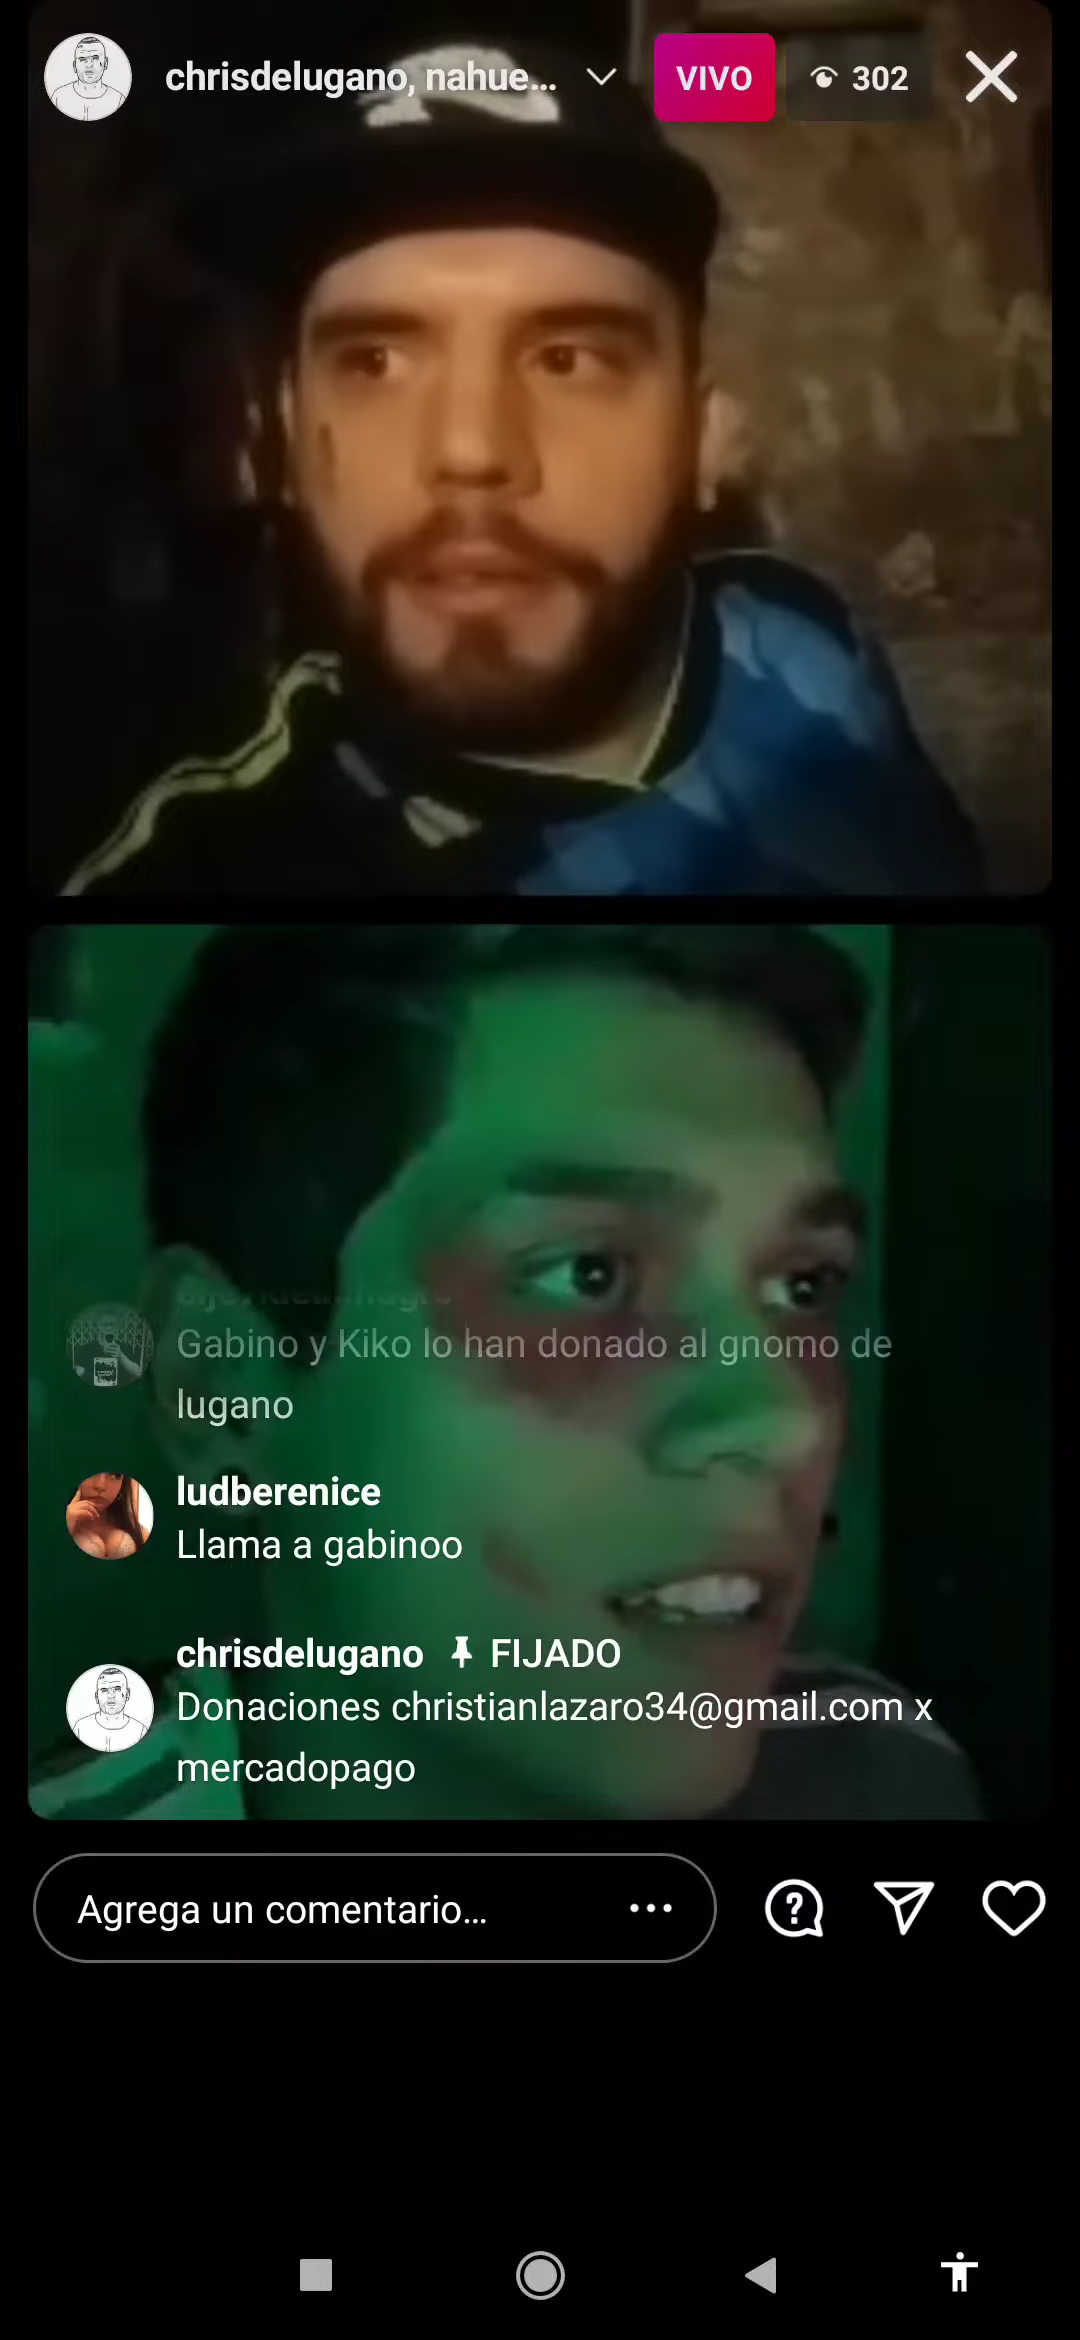 chrisdelugano, nahue...
VIVO
302
Gabino y Kiko lo han donado al gnomo de
lugano
ludberenice
Llama a gabinoo
chrisdelugano FIJADO
Donaciones christianlazaro34@gmail.com x
mercadopago
Agrega un comentario...